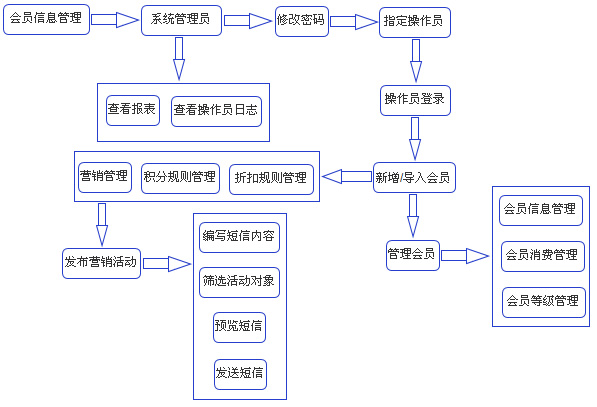 会员信息管理
系统管理员
修改密码
指定操作员
查看报表
查看操作员日志
操作员登录
营销管理
积分规则管理
折扣规则管理
新增/导入会员
会员信息管理
编写短信内容
管理会员
会员消费管理
发布营销活动
筛选活动对象
会员等级管理
预览短信
发送短信